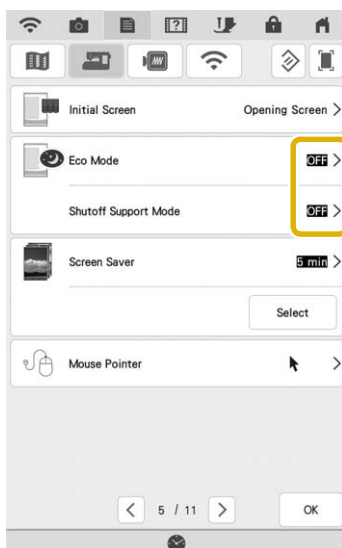 Initial Screen Opening Screen >
Eco Mode OFF >
Shutoff Support Mode OFF >
Screen Saver 5 min >
Select
Mouse Pointer >
< 5 / 11 > OK